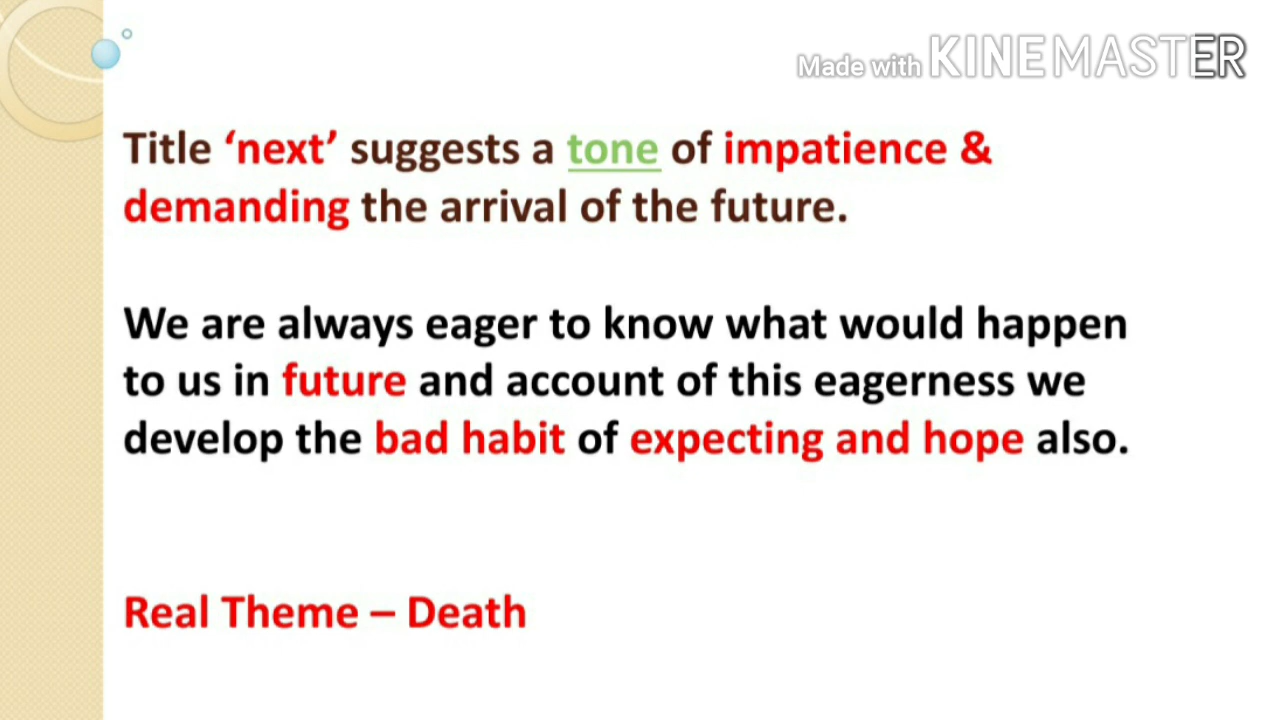 Made with KINEMASTER
Title ‘next’ suggests a tone of impatience &
demanding the arrival of the future.
We are always eager to know what would happen
to us in future and account of this eagerness we
develop the bad habit of expecting and hope also.
Real Theme – Death